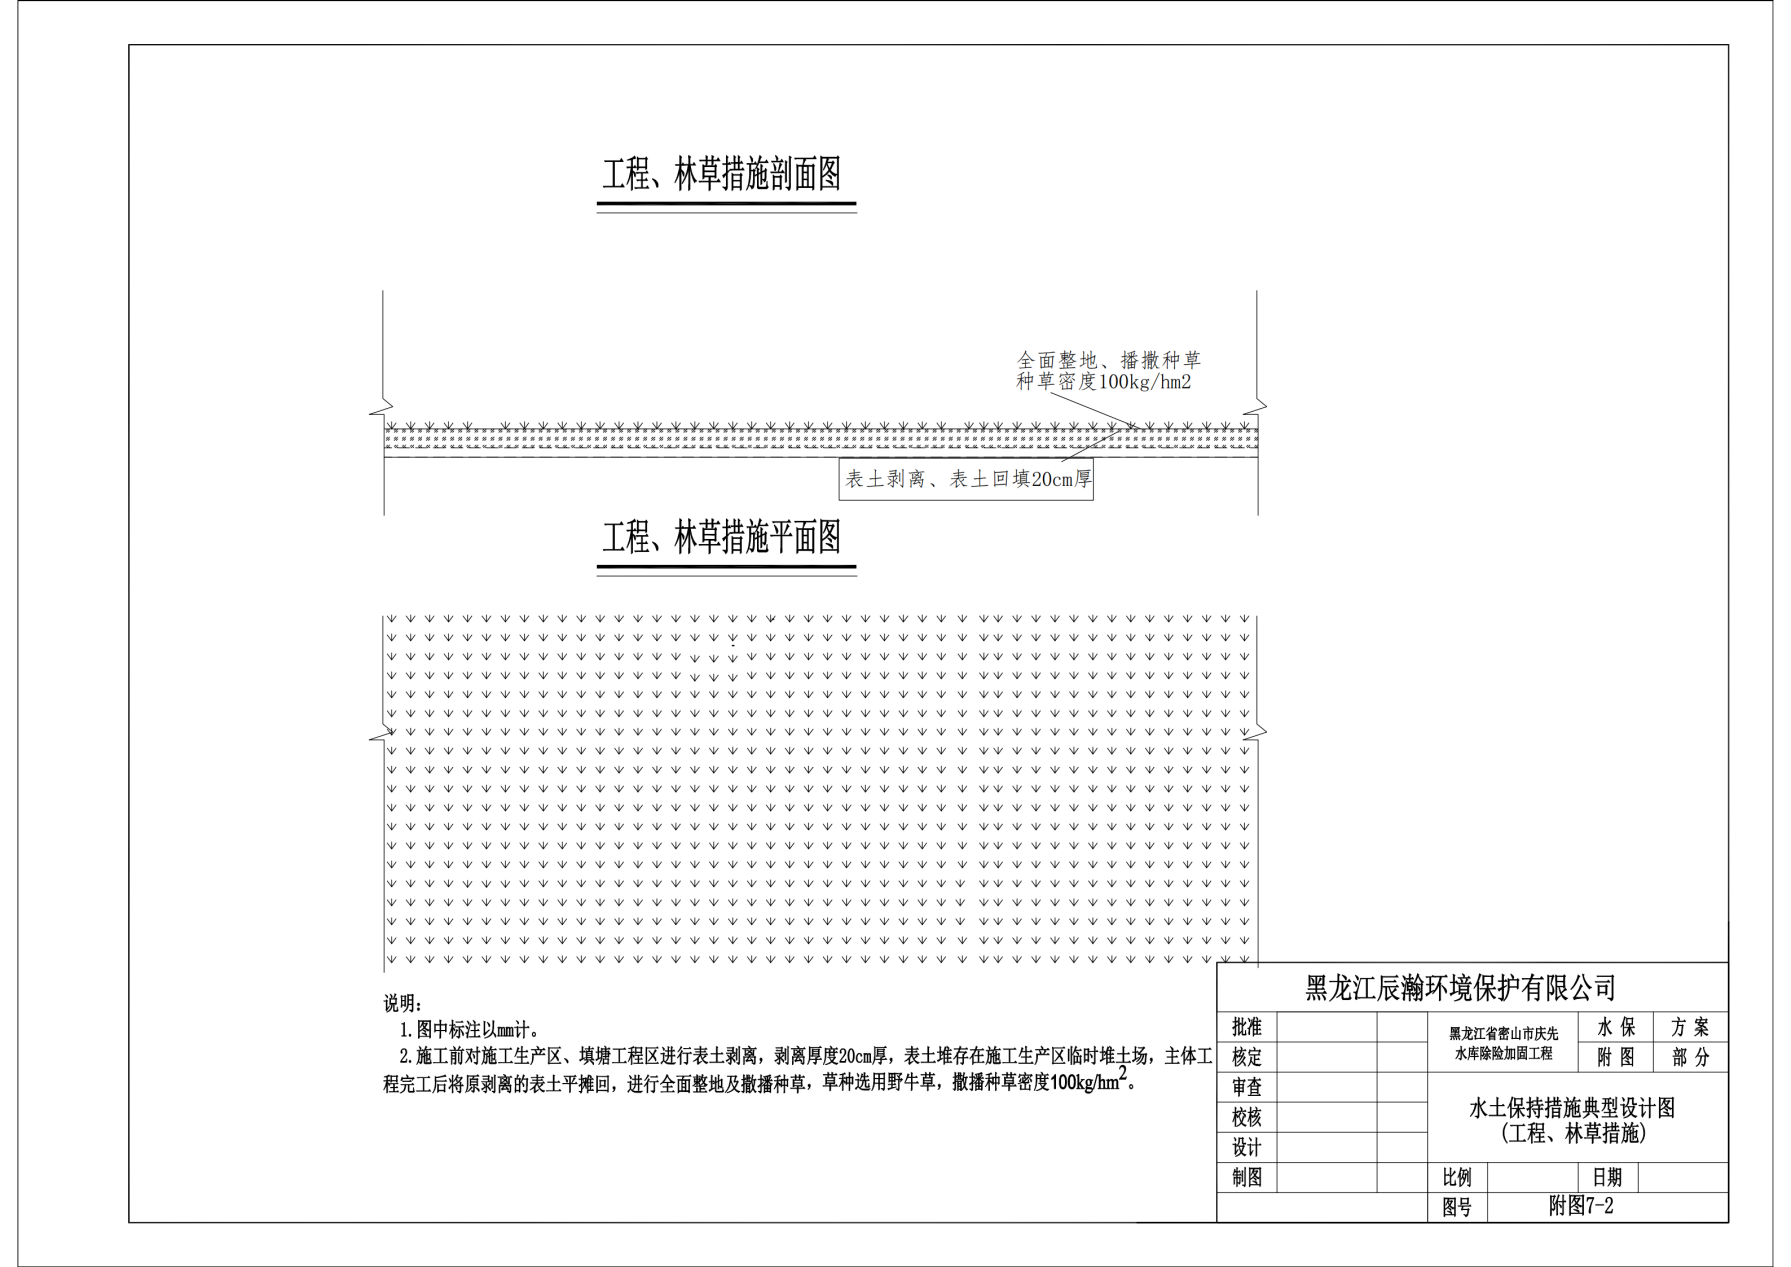 工程、林草措施剖面图
全面整地、播撒种草
种草密度100kg/hm2
表土剥离、表土回填20cm厚
工程、林草措施平面图
说明:
1.图中标注以mm计。
2.施工前对施工生产区、填塘工程区进行表土剥离，剥离厚度20cm厚，表土堆存在施工生产区临时堆土场，主体工
程完工后将原剥离的表土平摊回，进行全面整地及撒播种草，草种选用野牛草，撒播种草密度100kg/hm2。
黑龙江辰瀚环境保护有限公司
批准
核定
审查
校核
设计
制图
黑龙江省密山市庆先
水库除险加固工程
水 保 方 案
附 图 部 分
水土保持措施典型设计图
(工程、林草措施)
比例 日期
图号 附图7-2